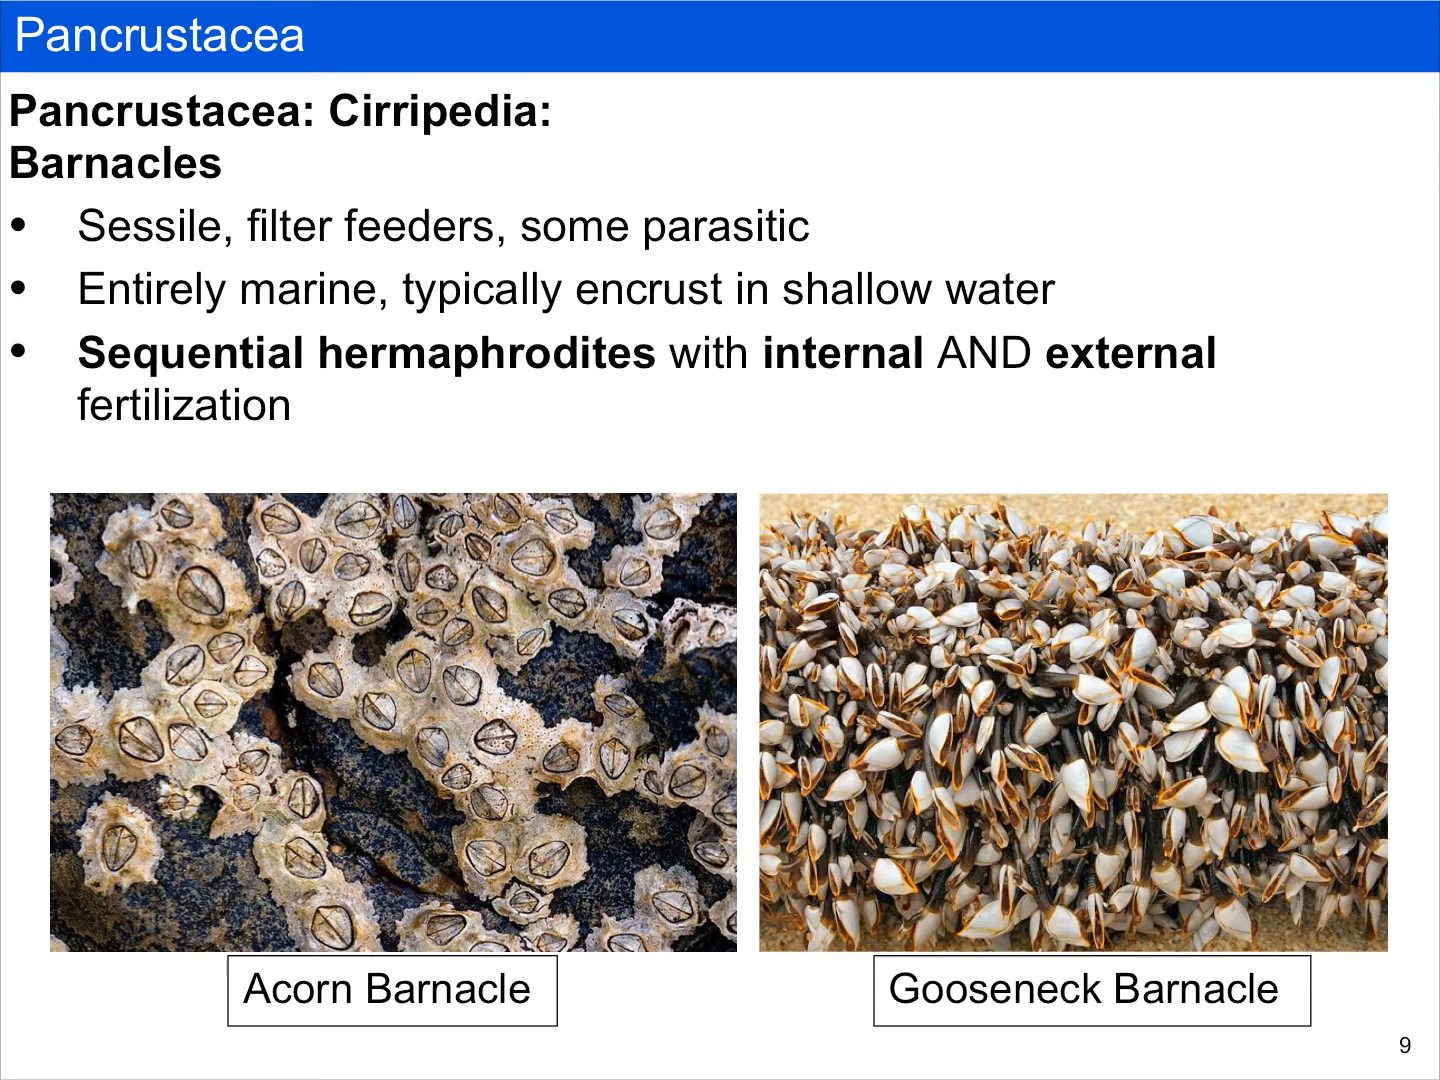 Pancrustacea
Pancrustacea: Cirripedia:
Barnacles
• Sessile, filter feeders, some parasitic
• Entirely marine, typically encrust in shallow water
• Sequential hermaphrodites with internal AND external
fertilization
Acorn Barnacle
Gooseneck Barnacle
9